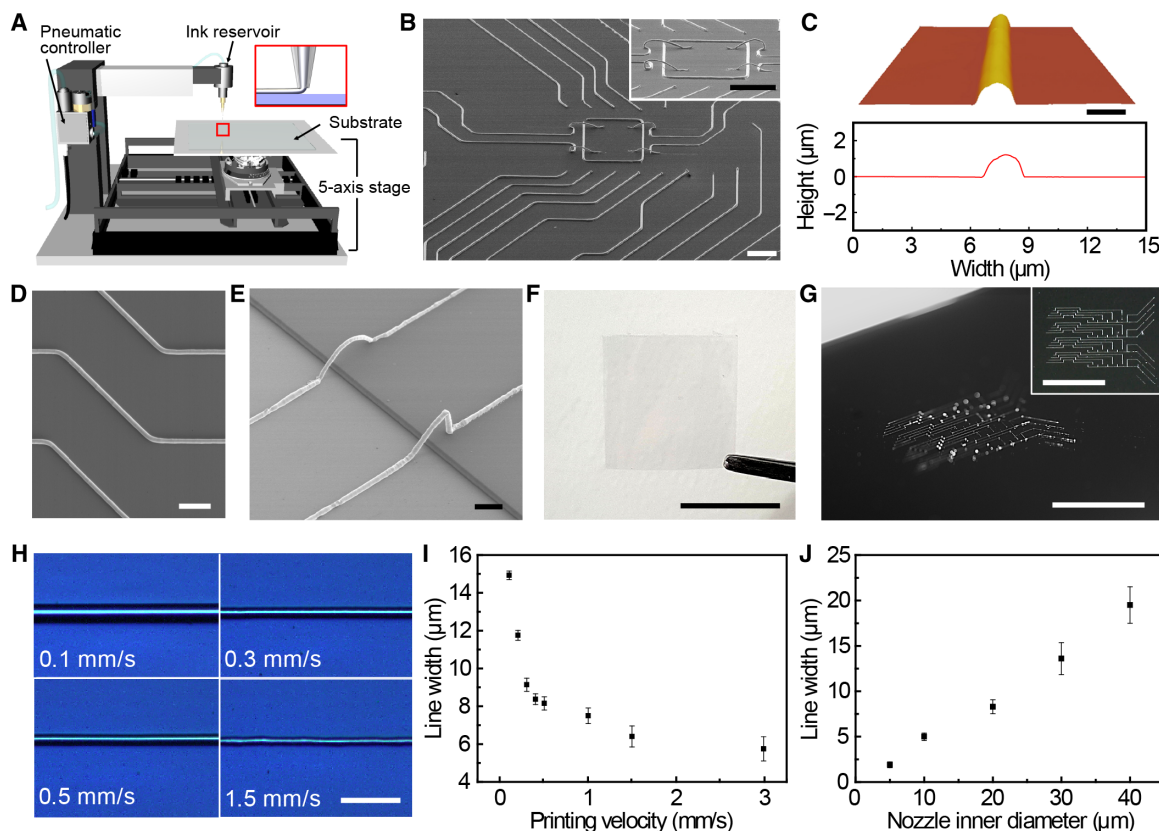 A
Pneumatic
controller
Ink reservoir
Substrate
5-axis stage
B
C
Height (µm)
2
0
−2
0 3 6 9 12 15
Width (µm)
D
E
F
G
H
0.1 mm/s
0.3 mm/s
0.5 mm/s
1.5 mm/s
I
Line width (µm)
16
14
12
10
8
6
4
0 1 2 3
Printing velocity (mm/s)
J
Line width (µm)
25
20
15
10
5
0
0 10 20 30 40
Nozzle inner diameter (µm)